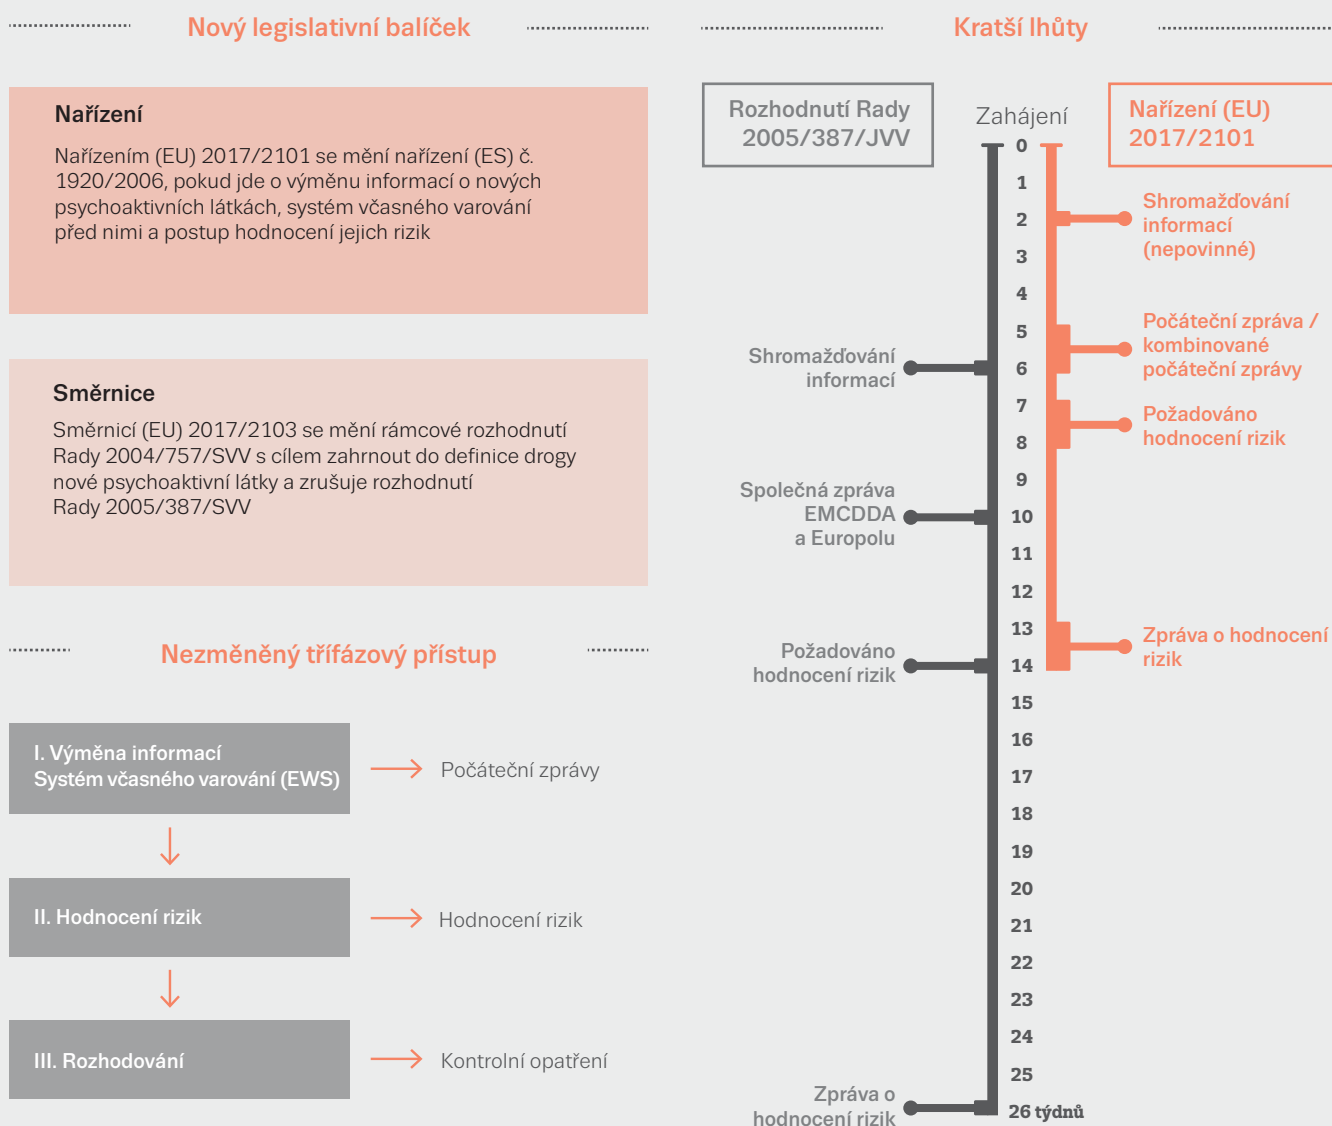 Nový legislativní balíček
Nařízení
Nařízením (EU) 2017/2101 se mění nařízení (ES) č.
1920/2006, pokud jde o výměnu informací o nových
psychoaktivních látkách, systém včasného varování
před nimi a postup hodnocení jejich rizik
Směrnice
Směrnicí (EU) 2017/2103 se mění rámcové rozhodnutí
Rady 2004/757/SVV s cílem zahrnout do definice drogy
nové psychoaktivní látky a zrušuje rozhodnutí
Rady 2005/387/SVV
Nezměněný třífázový přístup
I. Výměna informací
Systém včasného varování (EWS)
Počáteční zprávy
II. Hodnocení rizik
Hodnocení rizik
III. Rozhodování
Kontrolní opatření
Kratší lhůty
Rozhodnutí Rady
2005/387/JVV
Zahájení
Nařízení (EU)
2017/2101
0
1
2
3
4
5
6
7
8
9
10
11
12
13
14
15
16
17
18
19
20
21
22
23
24
25
26 týdnů
Shromažďování
informací
Společná zpráva
EMCDDA
a Europolu
Požadováno
hodnocení rizik
Zpráva o
hodnocení rizik
Shromažďování
informací
(nepovinné)
Počáteční zpráva /
kombinované
počáteční zprávy
Požadováno
hodnocení rizik
Zpráva o hodnocení
rizik